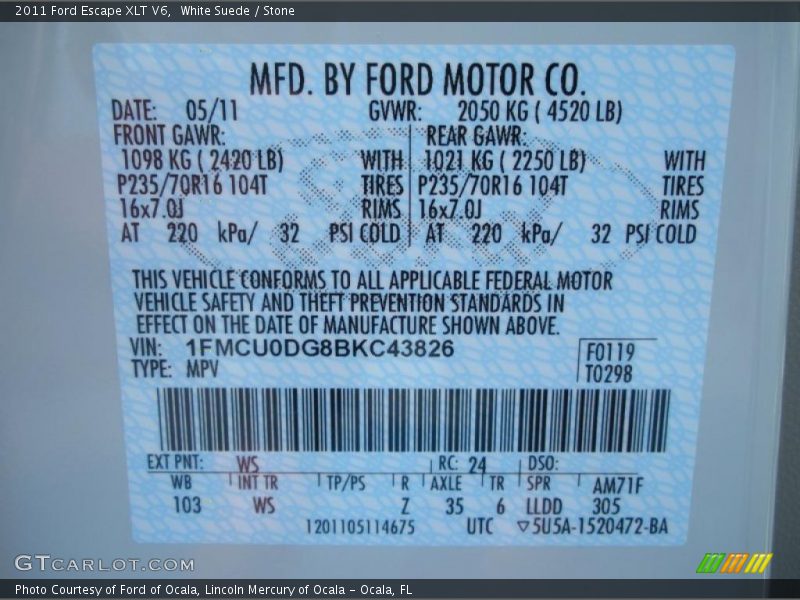 2011 Ford Escape XLT V6,  White Suede / Stone
MFD. BY FORD MOTOR CO.
DATE: 05/11 GVWR: 2050 KG ( 4520 LB)
FRONT GAWR: REAR GAWR:
1098 KG ( 2420 LB) WITH 1021 KG ( 2250 LB) WITH
P235/70R16 104T TIRES P235/70R16 104T TIRES
16x7.0J RIMS 16x7.0J RIMS
AT 220 kPa/ 32 PSI COLD AT 220 kPa/ 32 PSI COLD
THIS VEHICLE CONFORMS TO ALL APPLICABLE FEDERAL MOTOR
VEHICLE SAFETY AND THEFT PREVENTION STANDARDS IN
EFFECT ON THE DATE OF MANUFACTURE SHOWN ABOVE.
VIN: 1FMCU0DG8BKC43826 F0119
TYPE: MPV T0298
EXT PNT: WS RC: 24 DSO:
WB INT TR TP/PS R AXLE TR SPR AM71F
103 WS Z 35 6 LLDD 305
1201105114675 UTC ▽5U5A-1520472-BA
GTCARLOT.COM
Photo Courtesy of Ford of Ocala, Lincoln Mercury of Ocala – Ocala, FL